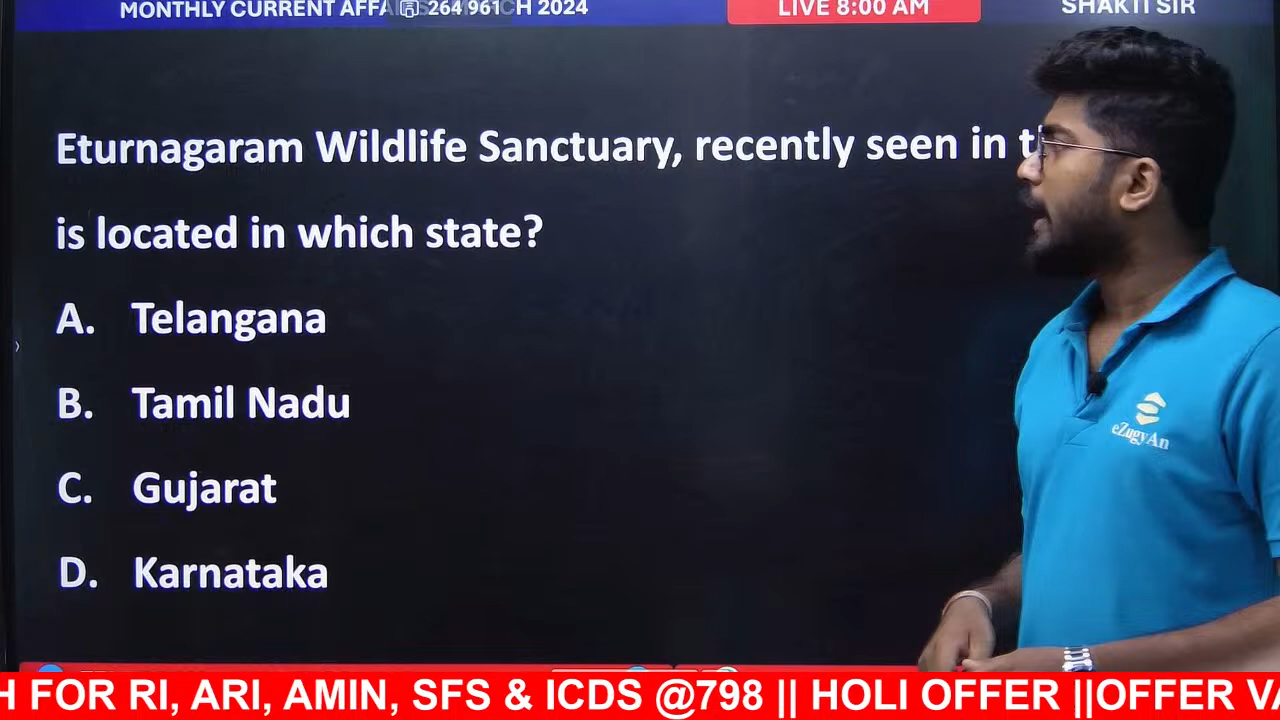 MONTHLY CURRENT AFFA 264 961 CH 2024
LIVE 8:00 AM
SHAKTI SIR
Eturnagaram Wildlife Sanctuary, recently seen in
is located in which state?
A. Telangana
B. Tamil Nadu
C. Gujarat
D. Karnataka
eZugyAn
H FOR RI, ARI, AMIN, SFS & ICDS @798 || HOLI OFFER ||OFFER VA